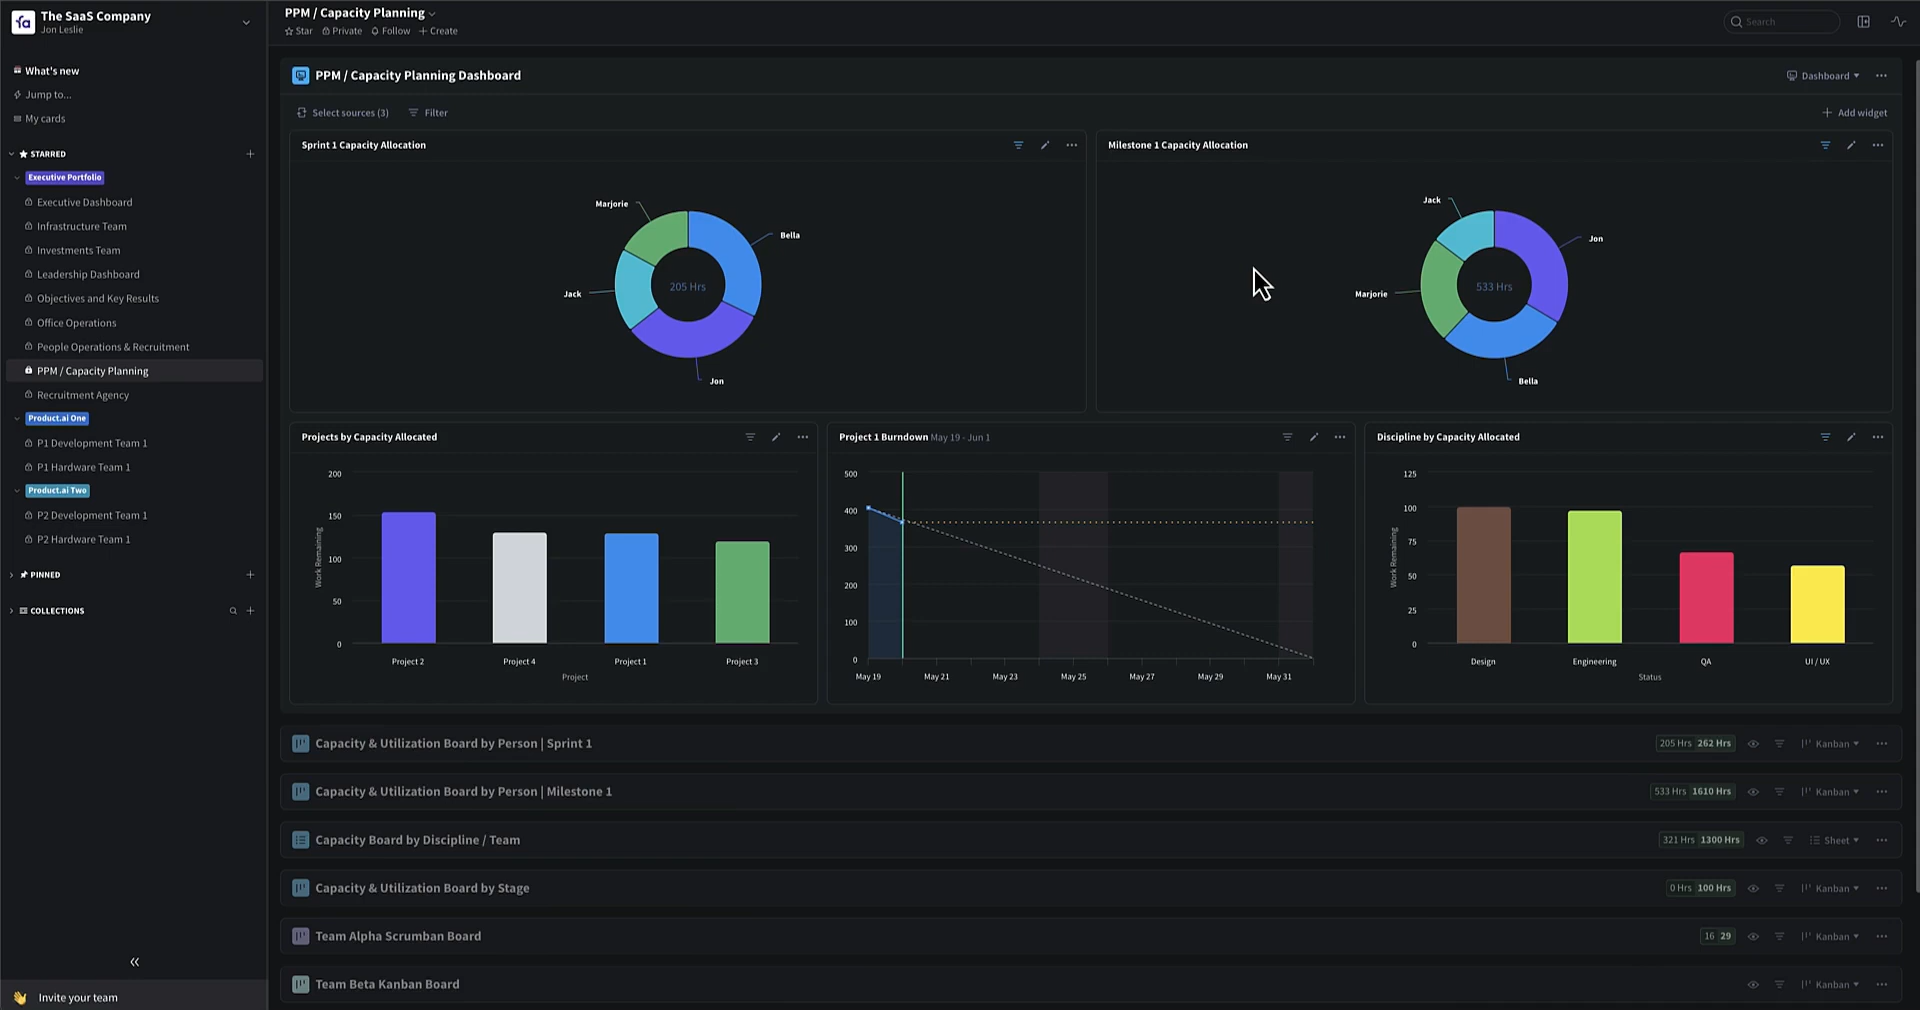 The SaaS Company
Jon Leslie
What's new
Jump to...
My cards
STARRED
Executive Portfolio
Executive Dashboard
Infrastructure Team
Investments Team
Leadership Dashboard
Objectives and Key Results
Office Operations
People Operations & Recruitment
PPM / Capacity Planning
Recruitment Agency
Product.ai One
P1 Development Team 1
P1 Hardware Team 1
Product.ai Two
P2 Development Team 1
P2 Hardware Team 1
PINNED
COLLECTIONS
Invite your team
PPM / Capacity Planning
Star Private Follow Create
Search
PPM / Capacity Planning Dashboard
Dashboard
Select sources (3) Filter
Add widget
Sprint 1 Capacity Allocation
Marjorie
Bella
Jack
205 Hrs
Jon
Milestone 1 Capacity Allocation
Jack
Jon
Marjorie
533 Hrs
Bella
Projects by Capacity Allocated
200
150
100
50
0
Work Remaining
Project 2 Project 4 Project 1 Project 3
Project
Project 1 Burndown May 19 - Jun 1
500
400
300
200
100
0
May 19 May 21 May 23 May 25 May 27 May 29 May 31
Discipline by Capacity Allocated
125
100
75
50
25
0
Work Remaining
Design Engineering QA UI / UX
Status
Capacity & Utilization Board by Person | Sprint 1
205 Hrs 262 Hrs Kanban
Capacity & Utilization Board by Person | Milestone 1
533 Hrs 1610 Hrs Kanban
Capacity Board by Discipline / Team
321 Hrs 1300 Hrs Sheet
Capacity & Utilization Board by Stage
0 Hrs 100 Hrs Kanban
Team Alpha Scrumban Board
16 29 Kanban
Team Beta Kanban Board
Kanban